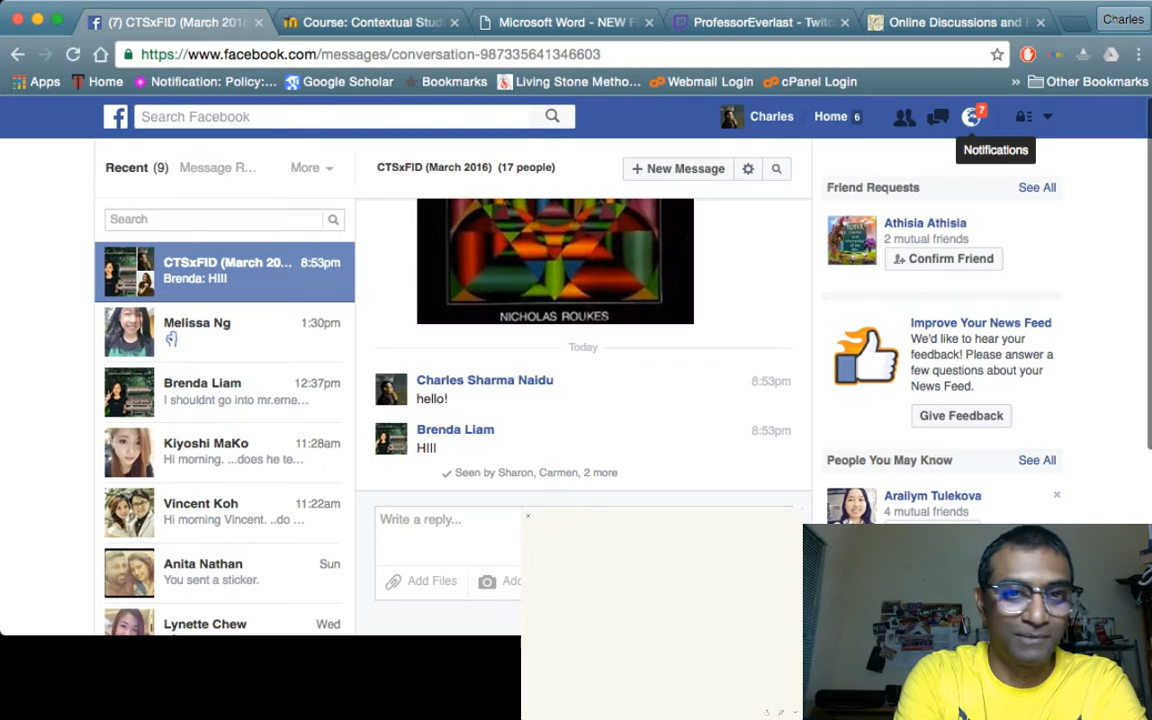 (7) CTSxFID (March 2016
Course: Contextual Stud
Microsoft Word - NEW F
ProfessorEverlast - Twitc
Online Discussions and
Charles
https://www.facebook.com/messages/conversation-987335641346603
Apps
Home
Notification: Policy:...
Google Scholar
Bookmarks
Living Stone Metho...
Webmail Login
cPanel Login
»
Other Bookmarks
Search Facebook
Charles
Home 6
7
Notifications
Recent (9)
Message R...
More
CTSxFID (March 2016) (17 people)
+ New Message
Search
CTSxFID (March 20...
8:53pm
Brenda: HIII
Melissa Ng
1:30pm
Brenda Liam
12:37pm
I shouldnt go into mr.erne...
Kiyoshi MaKo
11:28am
Hi morning. ...does he te...
Vincent Koh
11:22am
Hi morning Vincent. ..do ...
Anita Nathan
Sun
You sent a sticker.
Lynette Chew
Wed
NICHOLAS ROUKES
Today
Charles Sharma Naidu
8:53pm
hello!
Brenda Liam
8:53pm
HIII
Seen by Sharon, Carmen, 2 more
Write a reply...
Add Files
Add
Friend Requests
See All
Athisia Athisia
2 mutual friends
Confirm Friend
Improve Your News Feed
We'd like to hear your
feedback! Please answer a
few questions about your
News Feed.
Give Feedback
People You May Know
See All
Arailym Tulekova
4 mutual friends